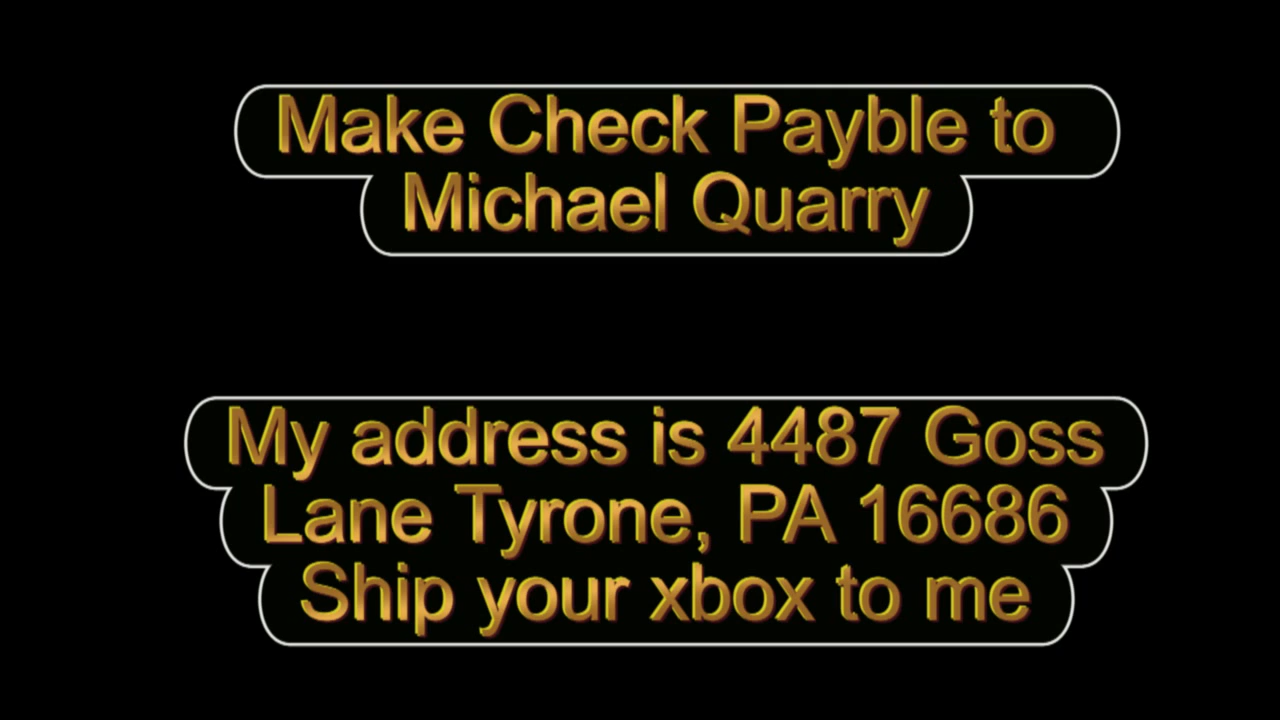 Make Check Payble to
Michael Quarry
My address is 4487 Goss
Lane Tyrone, PA 16686
Ship your xbox to me